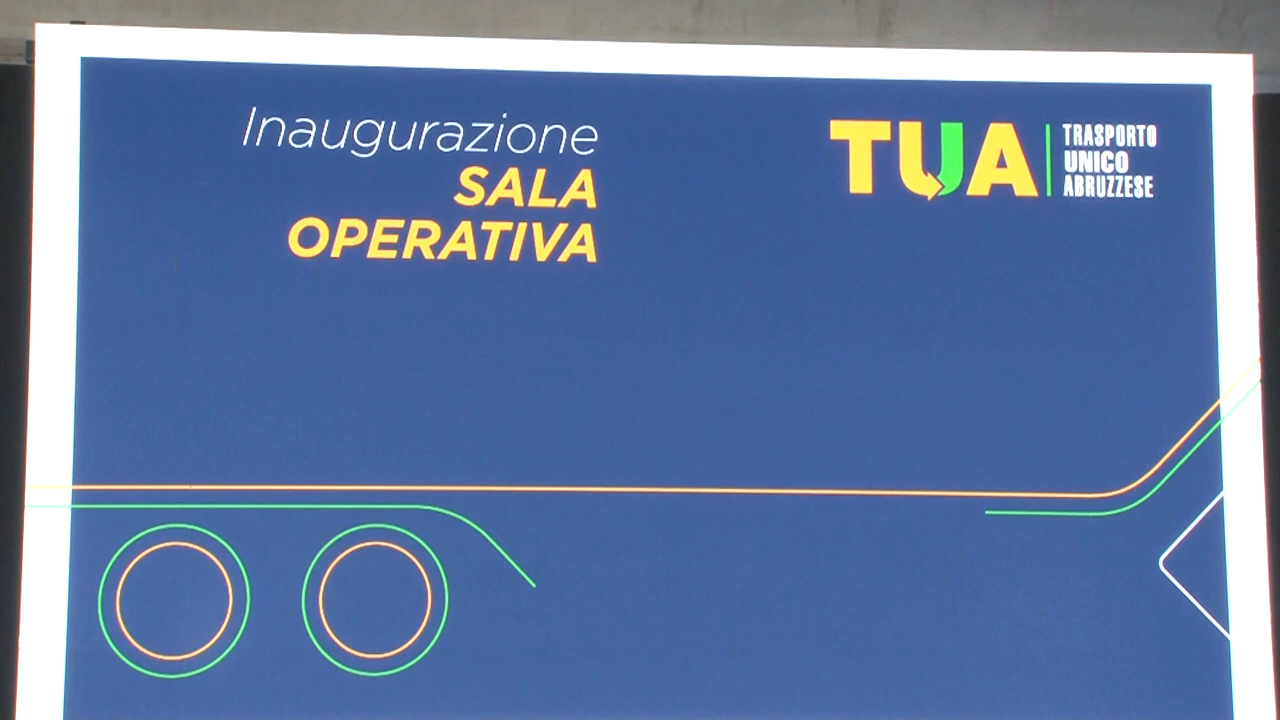 Inaugurazione
SALA
OPERATIVA
TUA
TRASPORTO
UNICO
ABRUZZESE